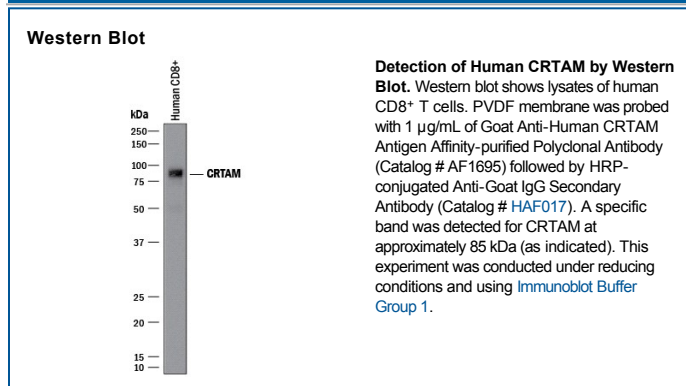 Western Blot
Human CD8+
kDa
250
150
100
75
50
37
25
20
15
10
CRTAM
Detection of Human CRTAM by Western
Blot. Western blot shows lysates of human
CD8+ T cells. PVDF membrane was probed
with 1 µg/mL of Goat Anti-Human CRTAM
Antigen Affinity-purified Polyclonal Antibody
(Catalog # AF1695) followed by HRP-
conjugated Anti-Goat IgG Secondary
Antibody (Catalog # HAF017). A specific
band was detected for CRTAM at
approximately 85 kDa (as indicated). This
experiment was conducted under reducing
conditions and using Immunoblot Buffer
Group 1.